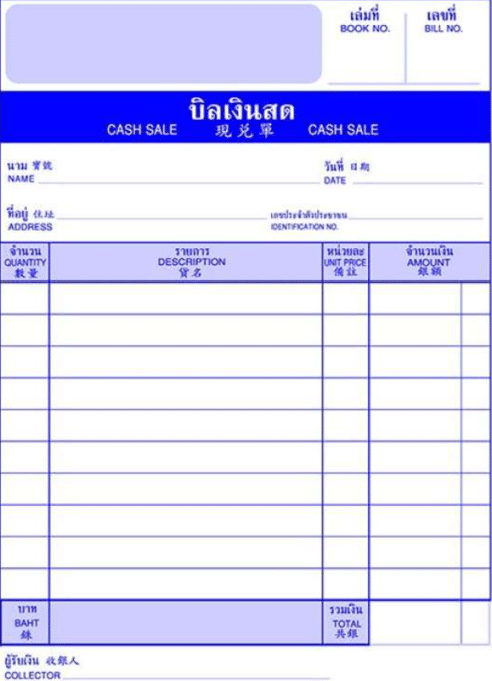 เล่มที่ เลขที่
BOOK NO. BILL NO.
บิลเงินสด
CASH SALE 現兑單 CASH SALE
นาม 寶號 วันที่ 日期
NAME DATE
ที่อยู่ 住址 เลขประจำตัวประชาชน
ADDRESS IDENTIFICATION NO.
จำนวน รายการ หน่วยละ จำนวนเงิน
QUANTITY DESCRIPTION UNIT PRICE AMOUNT
數量 貨名 備註 銀額
บาท รวมเงิน
BAHT TOTAL
銖 共銀
ผู้รับเงิน 收銀人
COLLECTOR